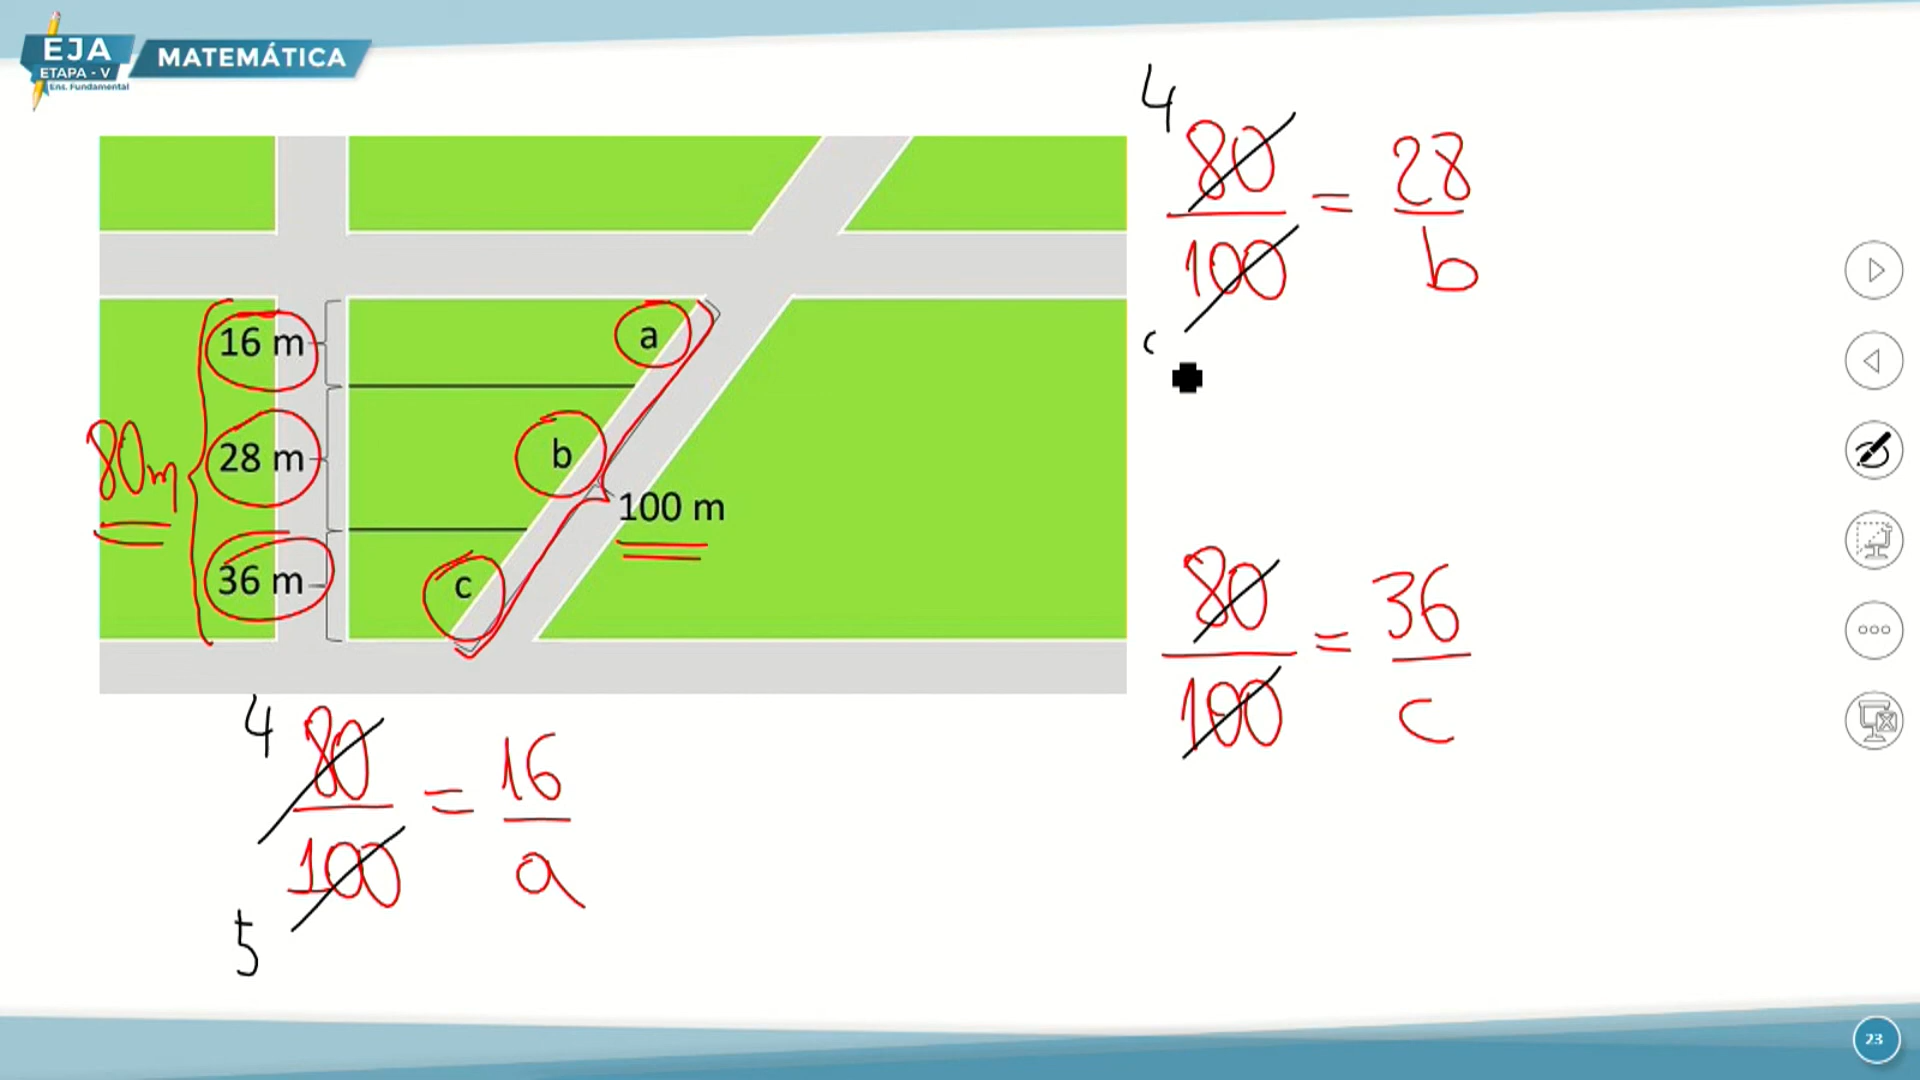 EJA
ETAPA - V
Ens. Fundamental
MATEMÁTICA
16 m
28 m
36 m
80m
a
b
c
100 m
4
80
100
= 28
b
80
100
= 36
c
4
80
100
= 16
a
5
23